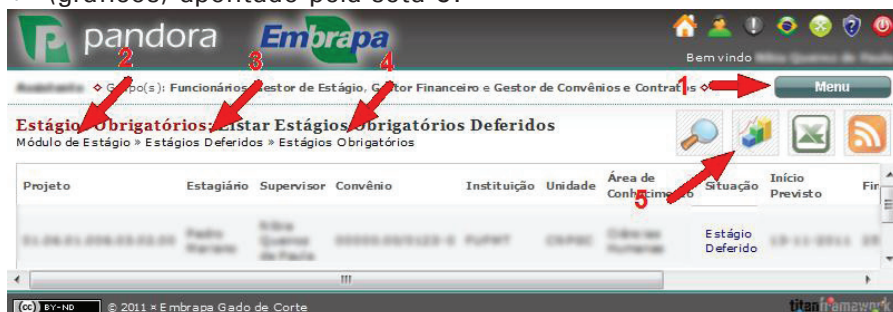 (gráficos) apontado pela seta 5.
pandora Embrapa
Bem vindo
2 3 4 1 Menu
Grupo(s): Funcionários, Gestor de Estágio, Gestor Financeiro e Gestor de Convênios e Contratos
Estágios Obrigatórios: Listar Estágios Obrigatórios Deferidos
Módulo de Estágio » Estágios Deferidos » Estágios Obrigatórios
5
Projeto Estagiário Supervisor Convênio Instituição Unidade Área de Conhecimento Situação Início Previsto Fir
Estágio Deferido
(cc) BY-ND © 2011 ¤ Embrapa Gado de Corte titanframework